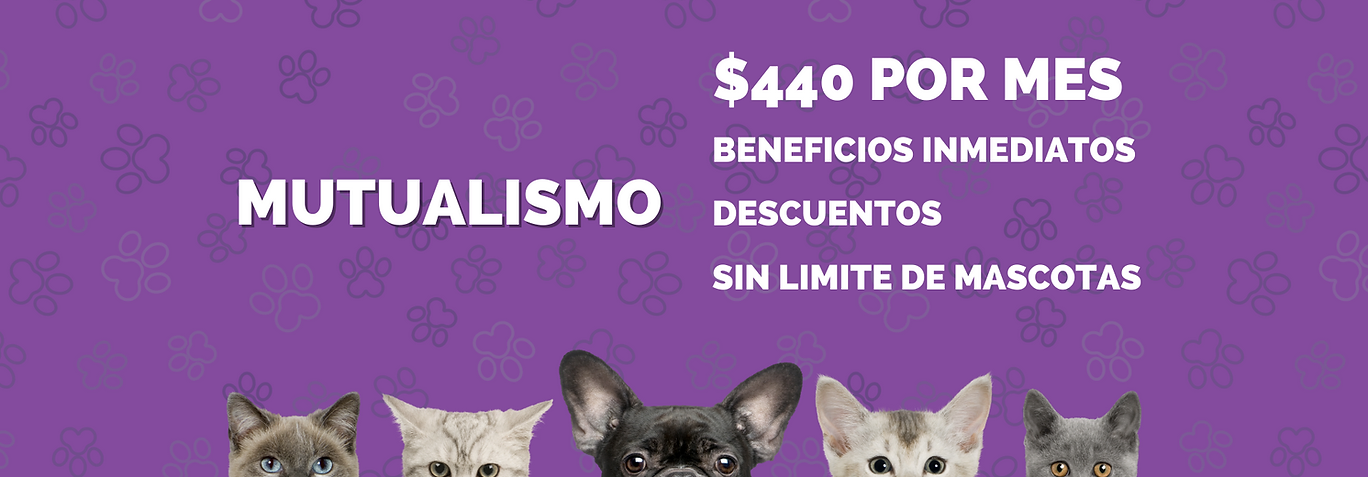 MUTUALISMO
$440 POR MES
BENEFICIOS INMEDIATOS
DESCUENTOS
SIN LIMITE DE MASCOTAS